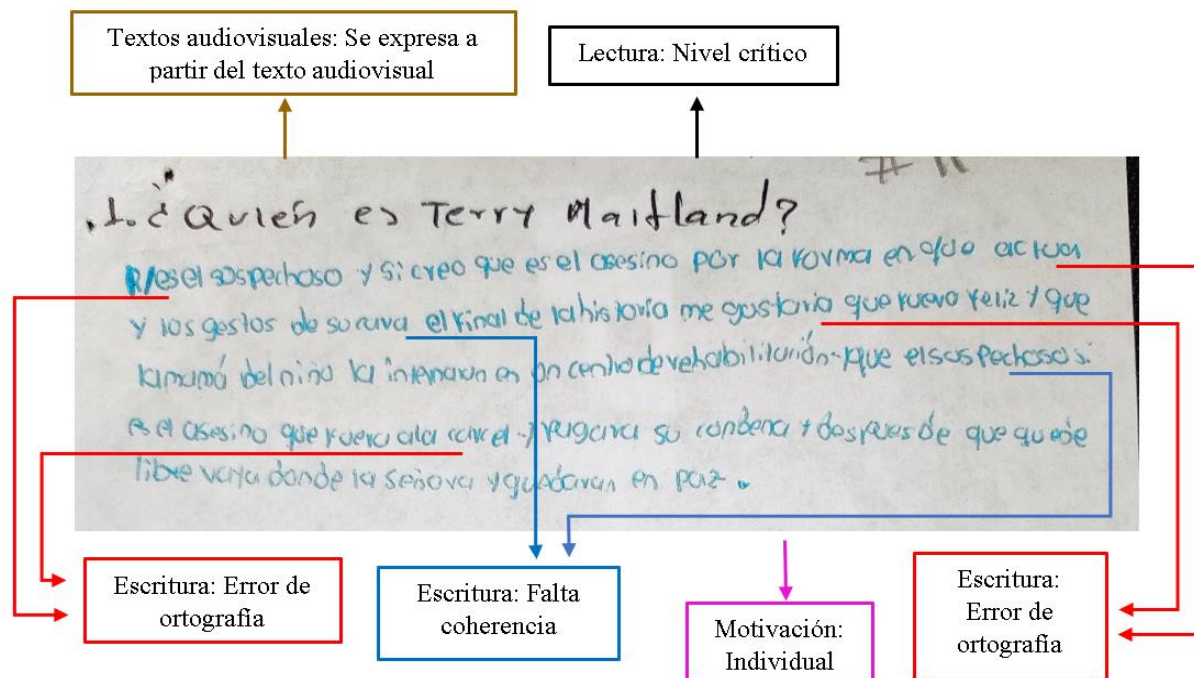 Textos audiovisuales: Se expresa a
partir del texto audiovisual
Lectura: Nivel crítico
# 11
.1. ¿Quién es Terry Maitland?
R/es el sospechoso y si creo que es el asesino por la forma en que actua
y los gestos de su cara el final de la historia me gustaria que fuera feliz y que
la mamá del niño la internaran en un centro de rehabilitación y que el sospechoso si
es el asesino que fuera a la carcel y pagara su condena y despues de que quede
libre vaya donde la señora y quedaran en paz.
Escritura: Error de
ortografía
Escritura: Falta
coherencia
Motivación:
Individual
Escritura:
Error de
ortografía